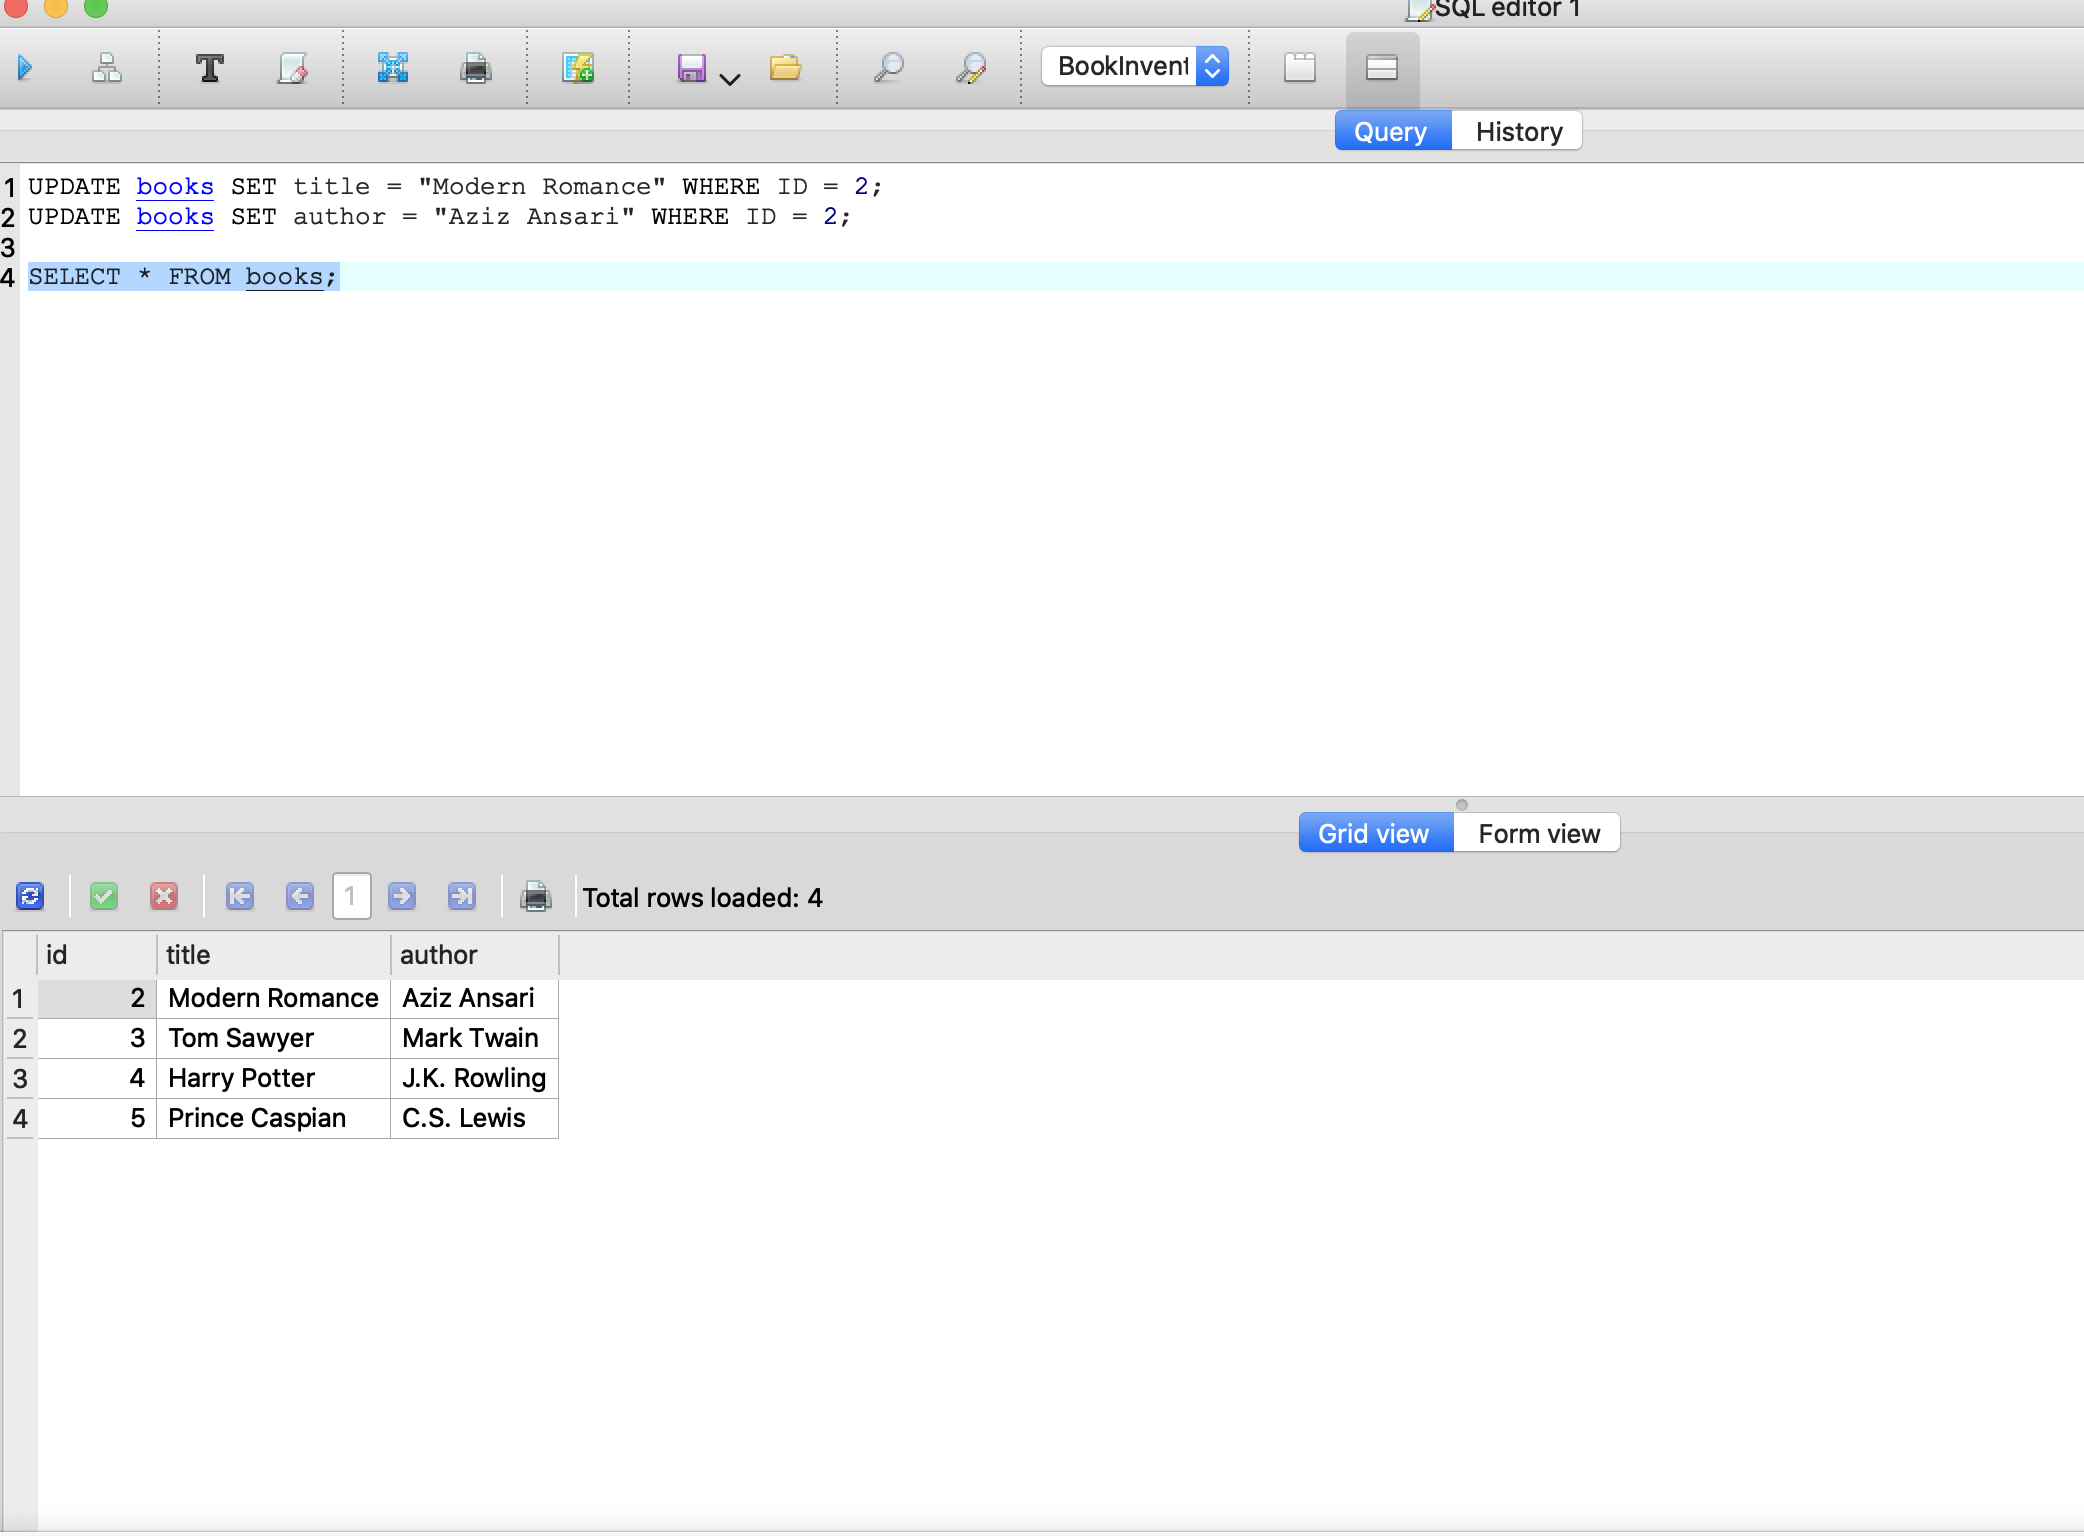 SQL editor 1
T
BookInvent
Query History
1 UPDATE books SET title = "Modern Romance" WHERE ID = 2;
2 UPDATE books SET author = "Aziz Ansari" WHERE ID = 2;
3
4 SELECT * FROM books;
Grid view Form view
1 Total rows loaded: 4
id title author
1 2 Modern Romance Aziz Ansari
2 3 Tom Sawyer Mark Twain
3 4 Harry Potter J.K. Rowling
4 5 Prince Caspian C.S. Lewis